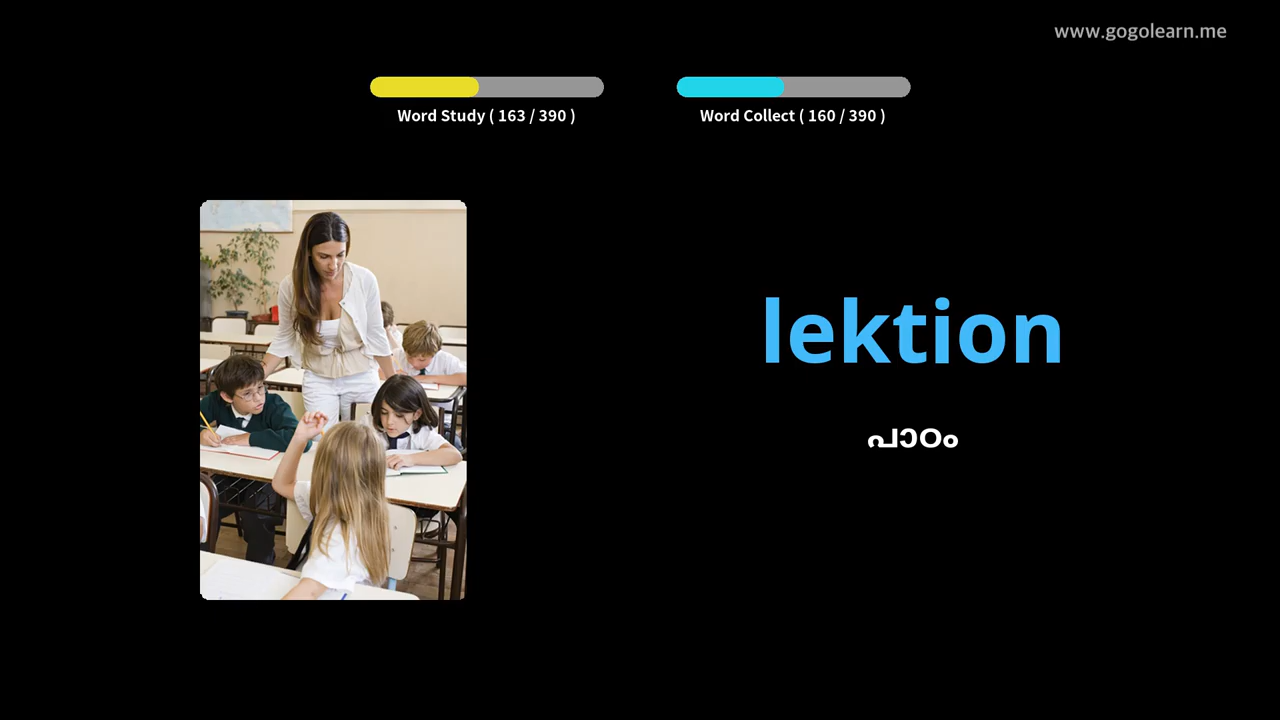 www.gogolearn.me
Word Study ( 163 / 390 )
Word Collect ( 160 / 390 )
lektion
പാഠം